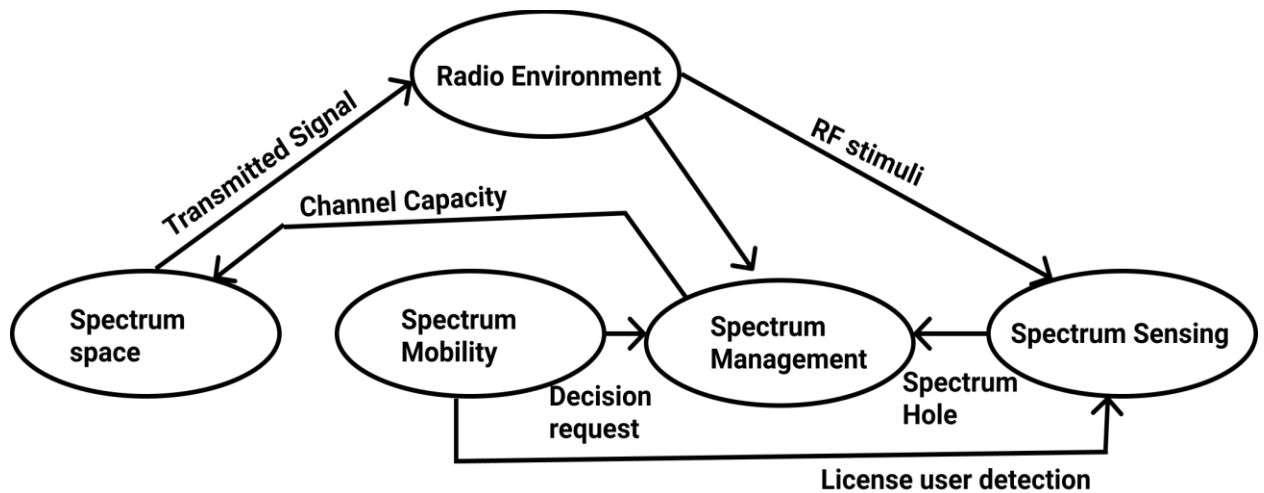 Radio Environment
Transmitted Signal
RF stimuli
Channel Capacity
Spectrum
space
Spectrum
Mobility
Spectrum
Management
Spectrum Sensing
Decision
request
Spectrum
Hole
License user detection